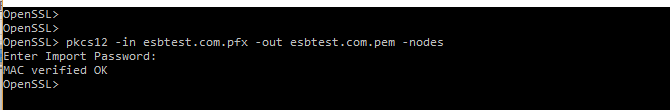 OpenSSL>
OpenSSL>
OpenSSL> pkcs12 -in esbtest.com.pfx -out esbtest.com.pem -nodes
Enter Import Password:
MAC verified OK
OpenSSL>